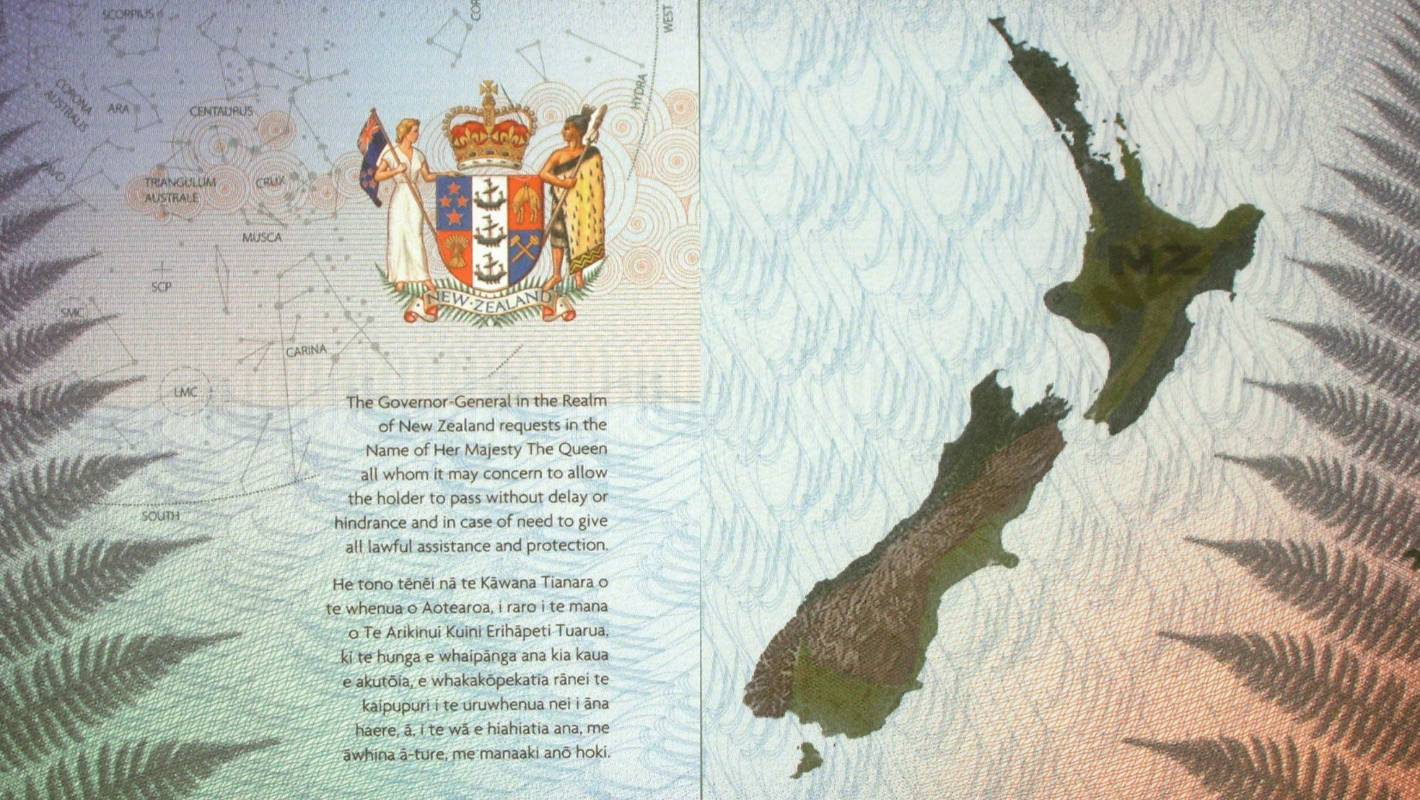 SCORPIUS
COR
WEST
HYDRA
CORONA
AUSTRALIS
ARA
CENTAURUS
TRIANGULUM
AUSTRALE
CRUX
MUSCA
SCP
SMC
CARINA
LMC
SOUTH
NEW·ZEALAND
The Governor-General in the Realm
of New Zealand requests in the
Name of Her Majesty The Queen
all whom it may concern to allow
the holder to pass without delay or
hindrance and in case of need to give
all lawful assistance and protection.
He tono tēnēi nā te Kāwana Tianara o
te whenua o Aotearoa, i raro i te mana
o Te Arikinui Kuini Erihāpeti Tuarua,
ki te hunga e whaipānga ana kia kaua
e akutōia, e whakakōpekatia rānei te
kaipupuri i te uruwhenua nei i āna
haere, ā, i te wā e hiahiatia ana, me
āwhina ā-ture, me manaaki anō hoki.
NZ
NZ